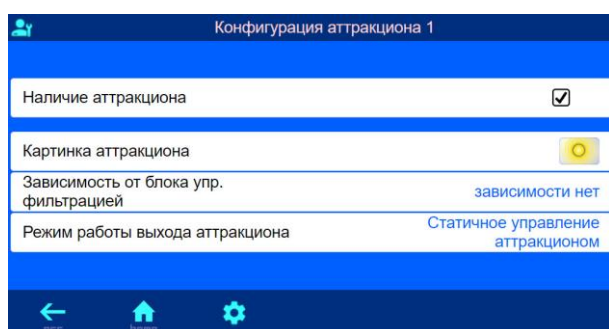 Конфигурация аттракциона 1
Наличие аттракциона
Картинка аттракциона
Зависимость от блока упр.
фильтрацией
зависимости нет
Режим работы выхода аттракциона
Статичное управление
аттракционом